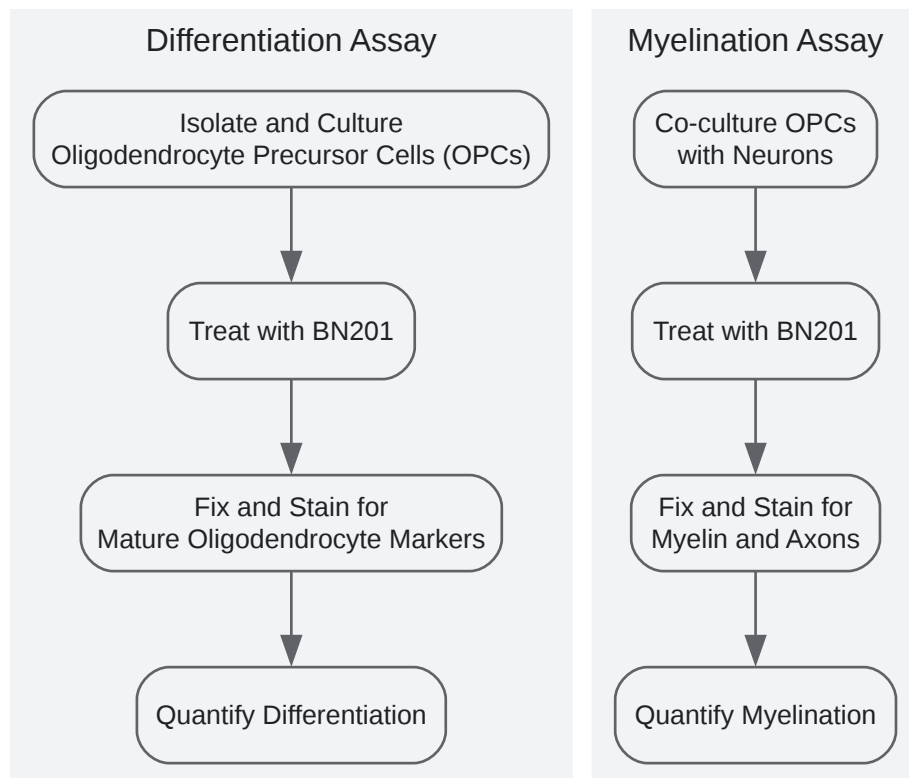 Differentiation Assay
Isolate and Culture
Oligodendrocyte Precursor Cells (OPCs)
Treat with BN201
Fix and Stain for
Mature Oligodendrocyte Markers
Quantify Differentiation
Myelination Assay
Co-culture OPCs
with Neurons
Treat with BN201
Fix and Stain for
Myelin and Axons
Quantify Myelination